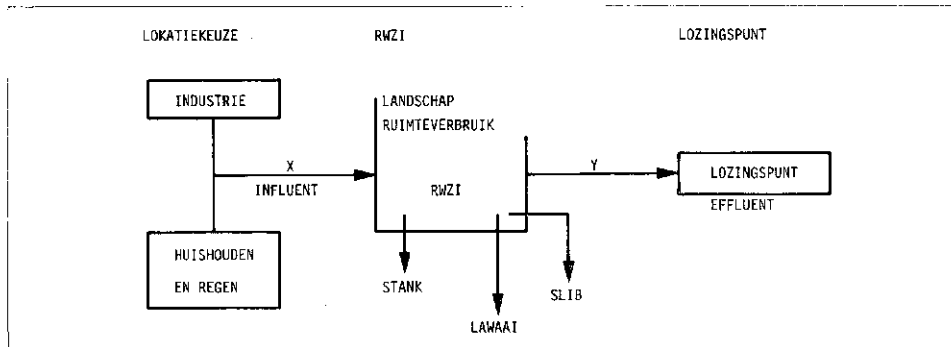 LOKATIEKEUZE RWZI LOZINGSPUNT
INDUSTRIE
LANDSCHAP
RUIMTEVERBRUIK
X
INFLUENT
RWZI
Y
LOZINGSPUNT
EFFLUENT
HUISHOUDEN
EN REGEN
STANK
LAWAAI
SLIB